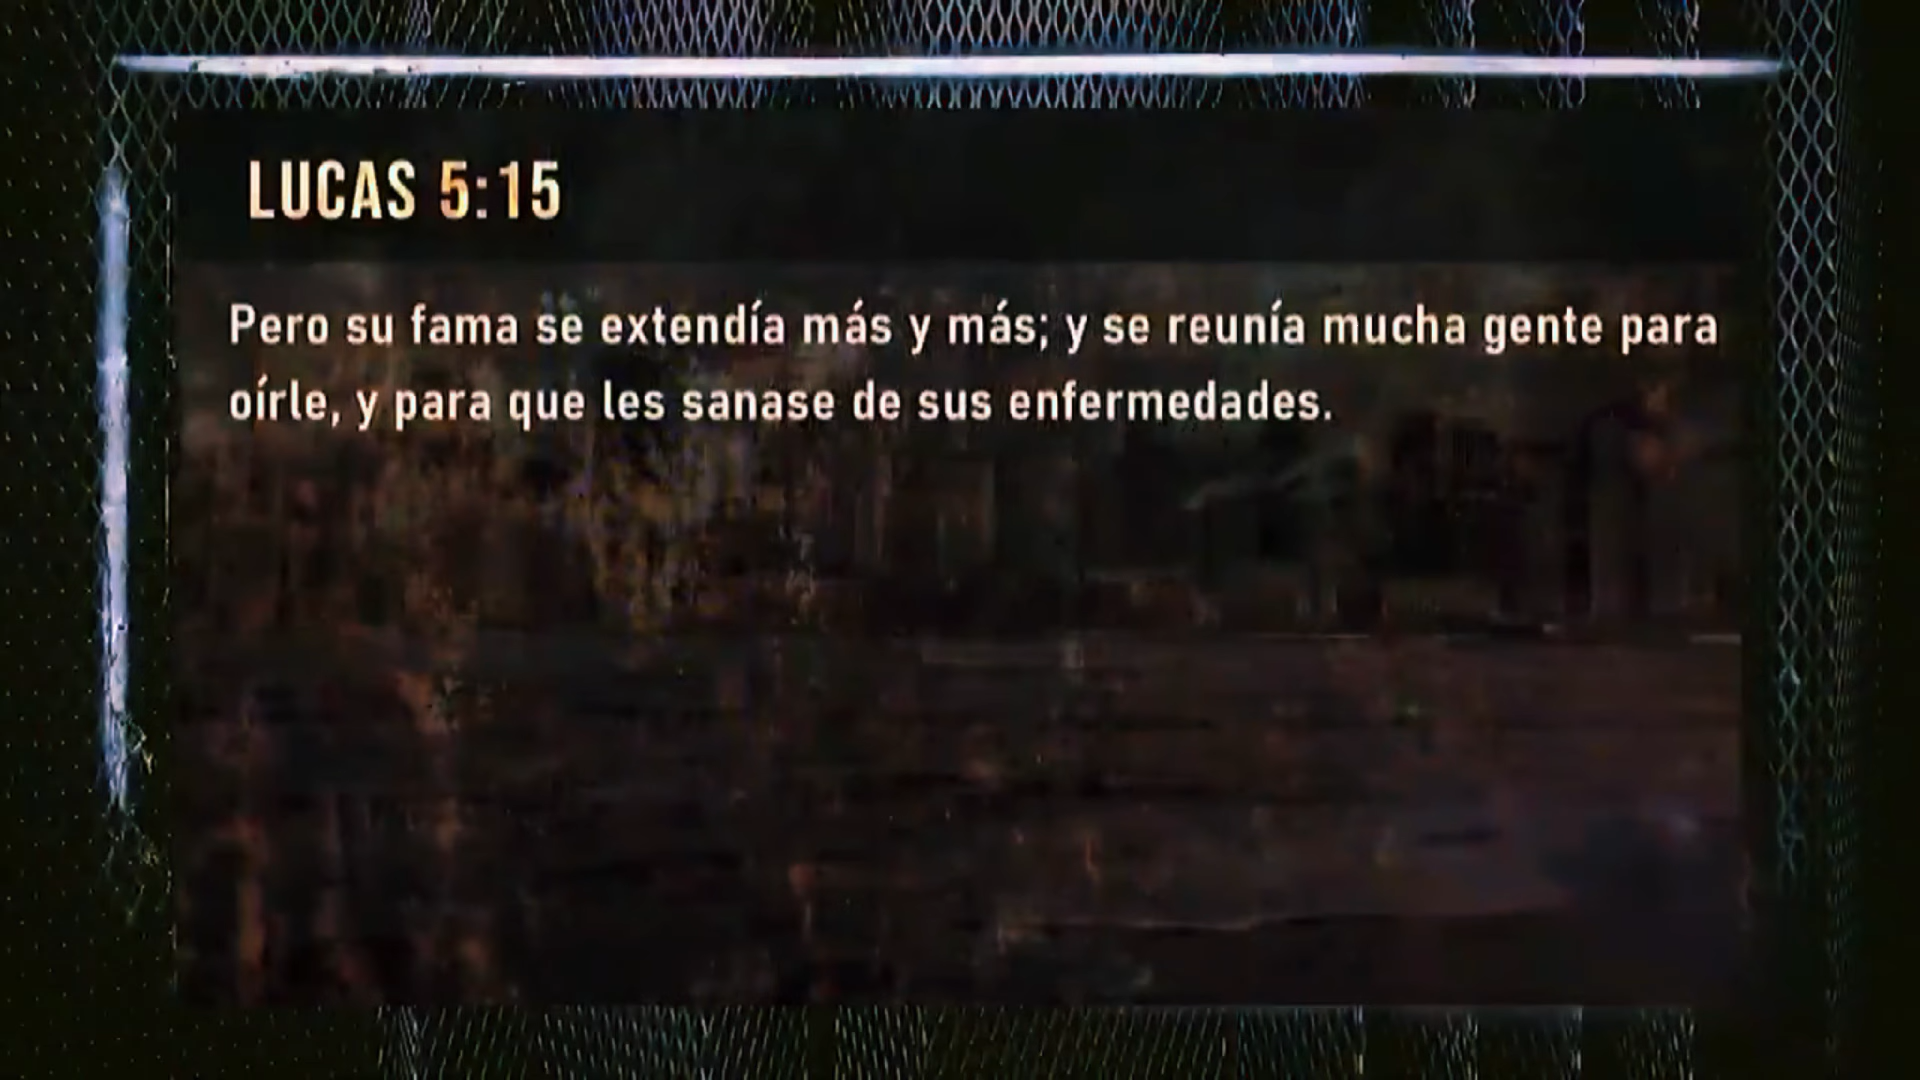 LUCAS 5:15
Pero su fama se extendía más y más; y se reunía mucha gente para
oírle, y para que les sanase de sus enfermedades.